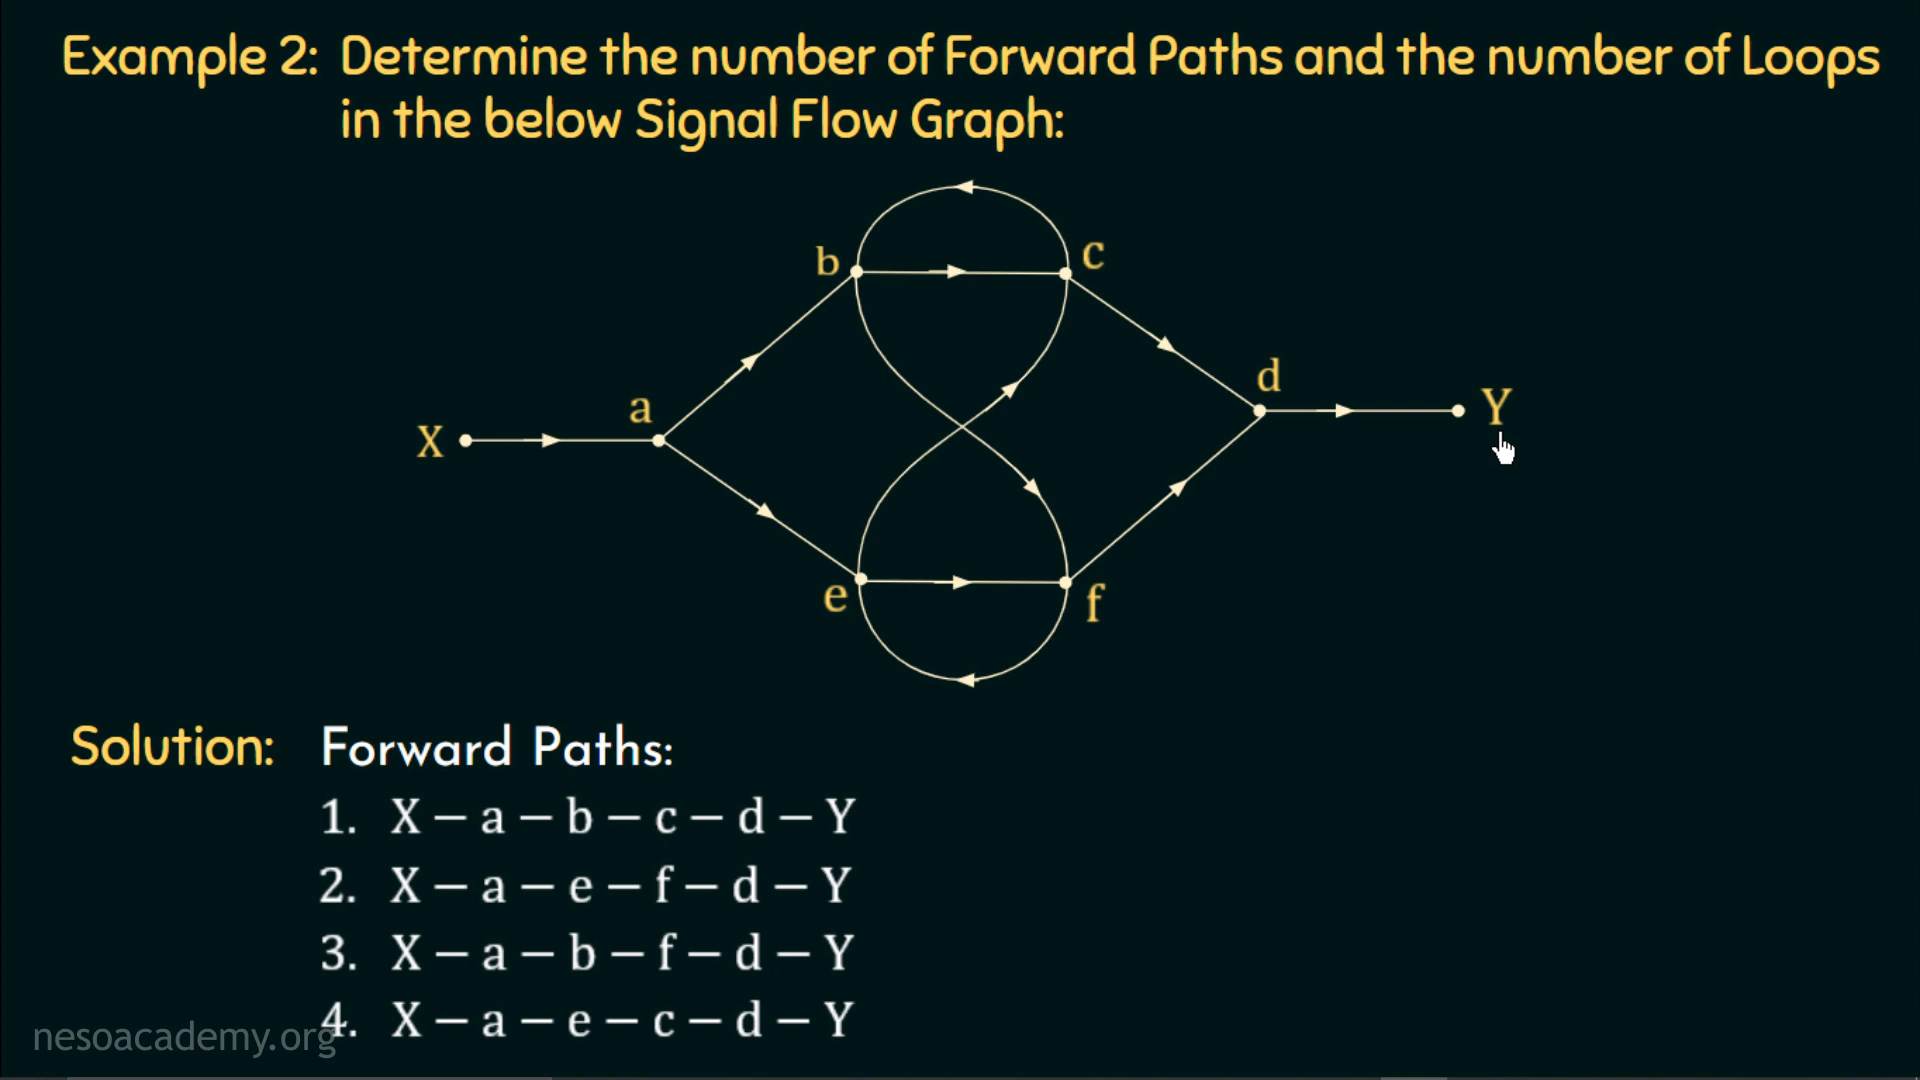 Example 2: Determine the number of Forward Paths and the number of Loops
in the below Signal Flow Graph:
b
c
a
d
X
Y
e
f
Solution: Forward Paths:
1. X – a – b – c – d – Y
2. X – a – e – f – d – Y
3. X – a – b – f – d – Y
4. X – a – e – c – d – Y
nesoacademy.org